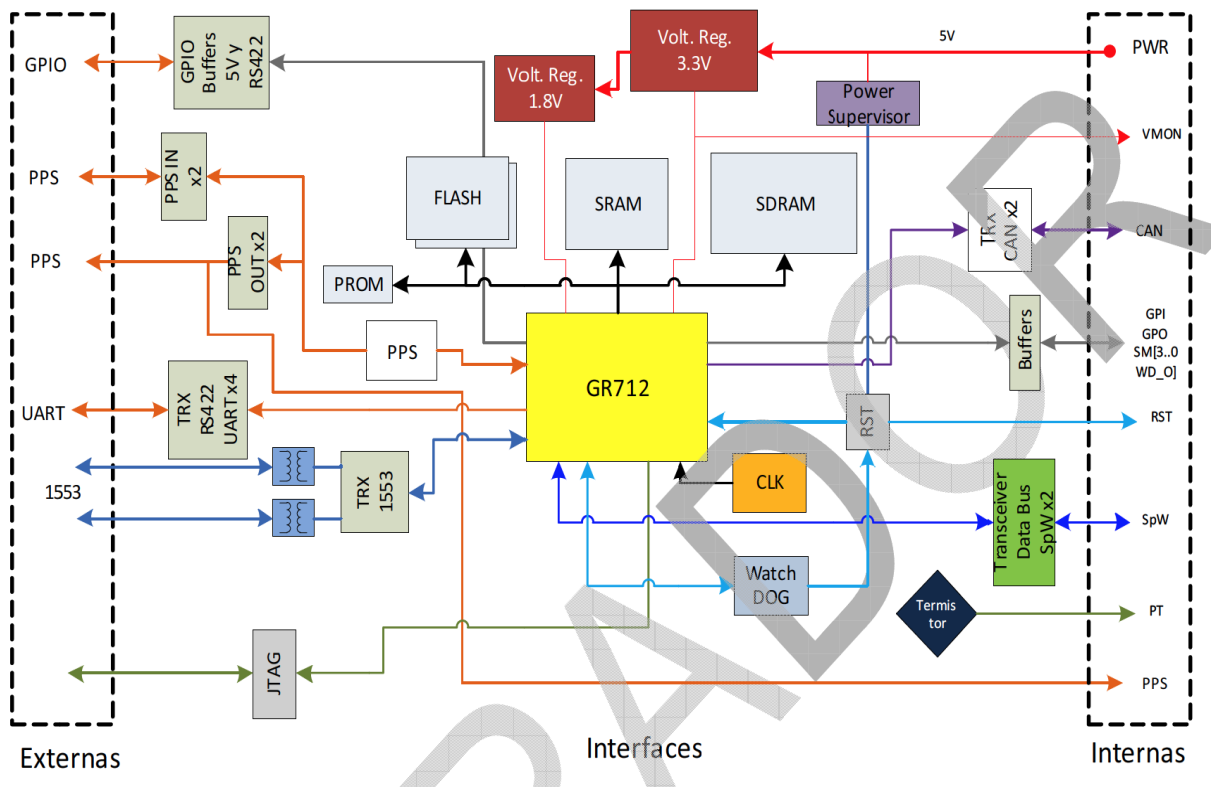 GPIO
GPIO
Buffers
5V y
RS422
Volt. Reg.
1.8V
Volt. Reg.
3.3V
5V
PWR
Power
Supervisor
VMON
PPS
PPS IN
x2
FLASH
SRAM
SDRAM
TRX
CAN x2
CAN
PPS
PPS
OUT x2
PROM
PPS
GR712
Buffers
GPI
GPO
SM[3..0
WD_O]
UART
TRX
RS422
UART x4
RST
RST
1553
TRX
1553
CLK
Transceiver
Data Bus
SpW x2
SpW
Watch
DOG
Termis
tor
PT
JTAG
PPS
Externas
Interfaces
Internas
RADOR